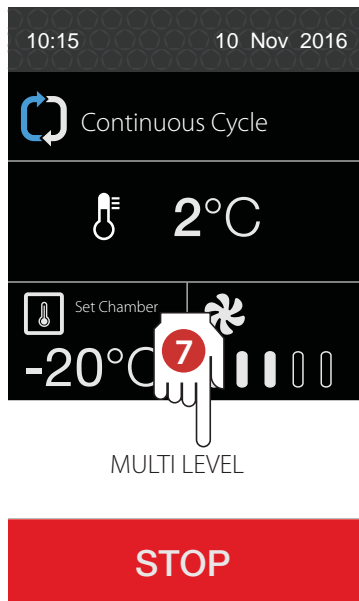 10:15 10 Nov 2016
Continuous Cycle
2°C
Set Chamber
-20°C
7
MULTI LEVEL
STOP